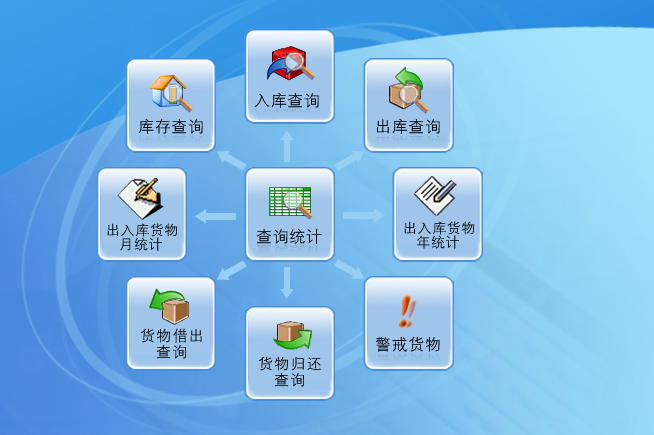 入库查询
库存查询
出库查询
出入库货物
月统计
查询统计
出入库货物
年统计
货物借出
查询
货物归还
查询
警戒货物